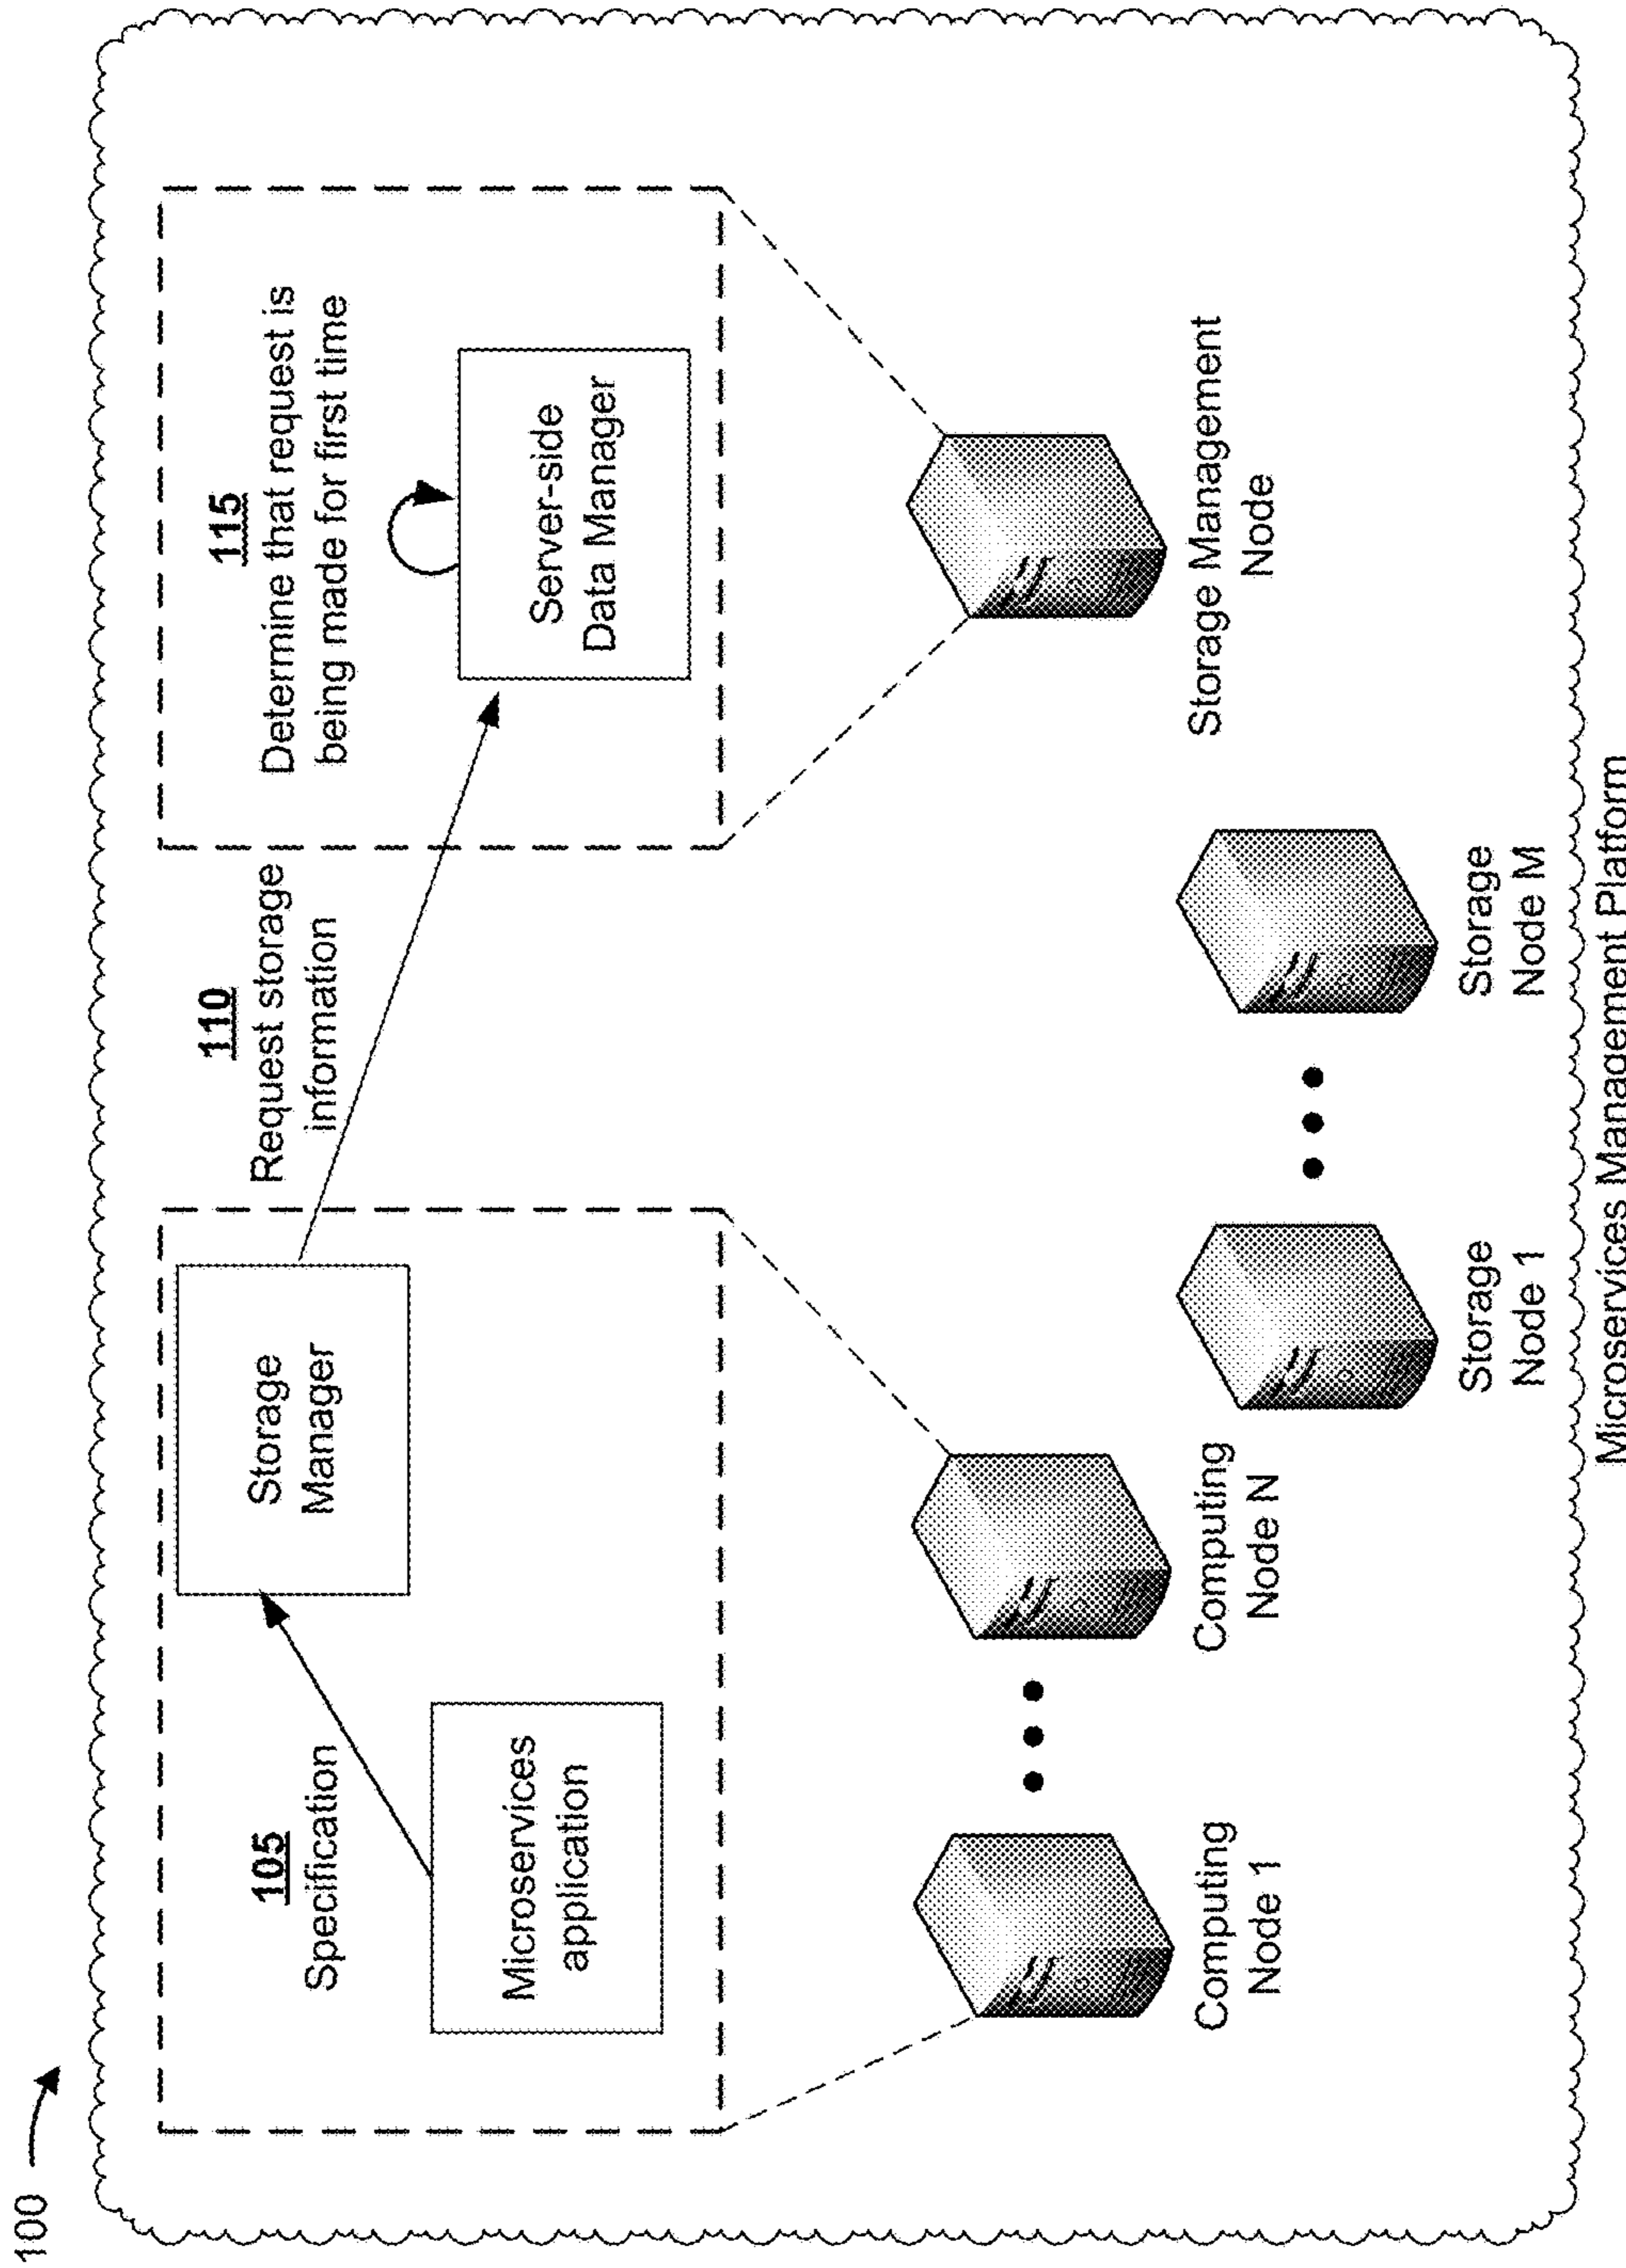 100
105
Specification
Microservices
application
Storage
Manager
110
Request storage
information
115
Determine that request is
being made for first time
Server-side
Data Manager
Computing
Node 1
Computing
Node N
Storage Management
Node
Storage
Node 1
Storage
Node M
Microservices Management Platform